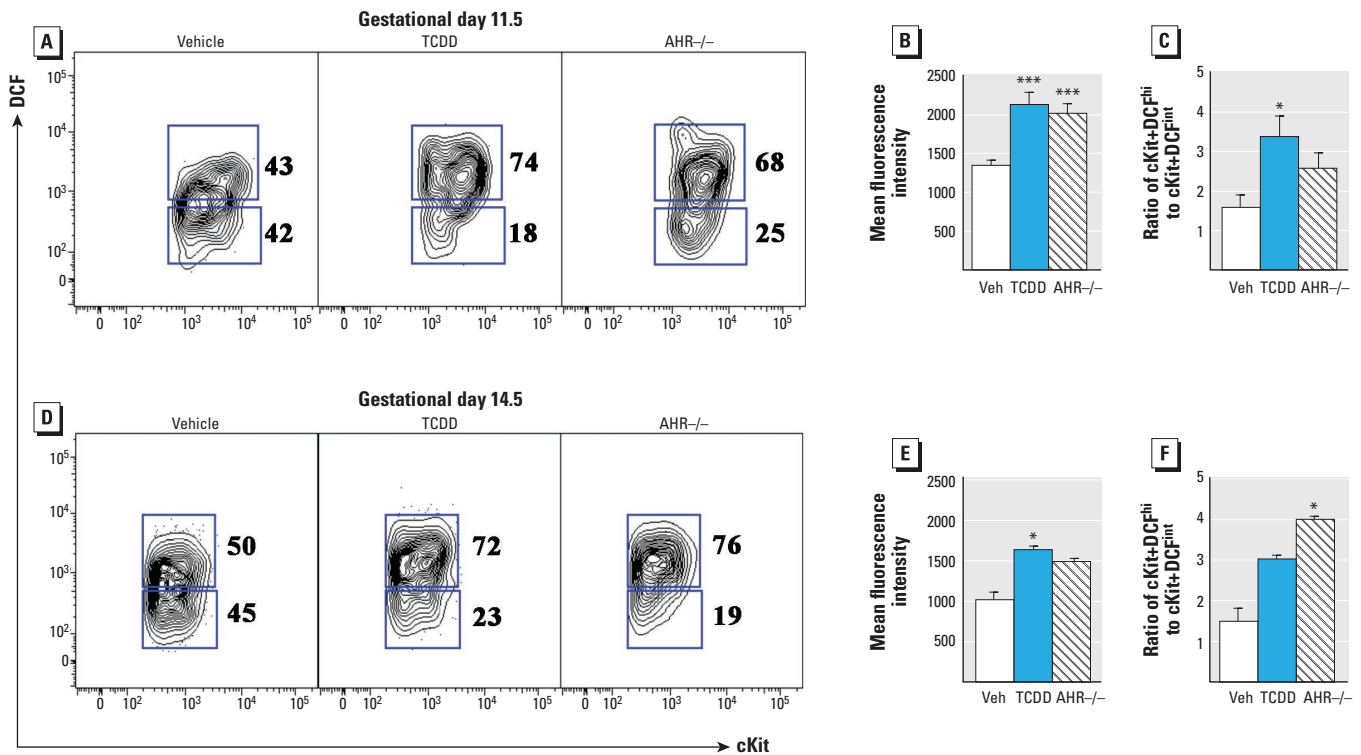 Gestational day 11.5
A
Vehicle
TCDD
AHR–/–
DCF
10⁵
10⁴
10³
10²
0
43
42
74
18
68
25
0 10² 10³ 10⁴ 10⁵
0 10² 10³ 10⁴ 10⁵
0 10² 10³ 10⁴ 10⁵
B
Mean fluorescence
intensity
2500
2000
1500
1000
500
***
***
Veh TCDD AHR–/–
C
Ratio of cKit+DCFʰⁱ
to cKit+DCFⁱⁿᵗ
5
4
3
2
1
*
Veh TCDD AHR–/–
Gestational day 14.5
D
Vehicle
TCDD
AHR–/–
10⁵
10⁴
10³
10²
0
50
45
72
23
76
19
0 10² 10³ 10⁴ 10⁵
0 10² 10³ 10⁴ 10⁵
0 10² 10³ 10⁴ 10⁵
cKit
E
Mean fluorescence
intensity
2500
2000
1500
1000
500
*
Veh TCDD AHR–/–
F
Ratio of cKit+DCFʰⁱ
to cKit+DCFⁱⁿᵗ
5
4
3
2
1
*
Veh TCDD AHR–/–